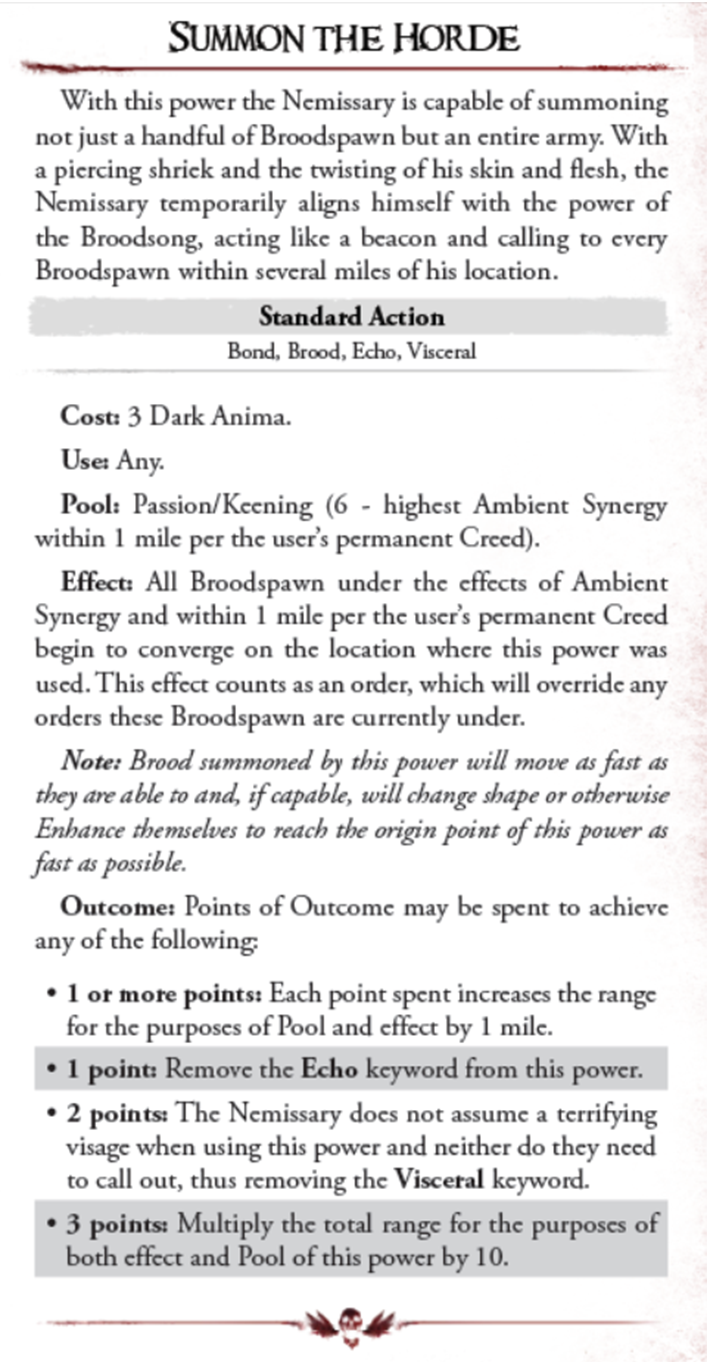 SUMMON THE HORDE
With this power the Nemissary is capable of summoning
not just a handful of Broodspawn but an entire army. With
a piercing shriek and the twisting of his skin and flesh, the
Nemissary temporarily aligns himself with the power of
the Broodsong, acting like a beacon and calling to every
Broodspawn within several miles of his location.
Standard Action
Bond, Brood, Echo, Visceral
Cost: 3 Dark Anima.
Use: Any.
Pool: Passion/Keening (6 - highest Ambient Synergy
within 1 mile per the user's permanent Creed).
Effect: All Broodspawn under the effects of Ambient
Synergy and within 1 mile per the user's permanent Creed
begin to converge on the location where this power was
used. This effect counts as an order, which will override any
orders these Broodspawn are currently under.
Note: Brood summoned by this power will move as fast as
they are able to and, if capable, will change shape or otherwise
Enhance themselves to reach the origin point of this power as
fast as possible.
Outcome: Points of Outcome may be spent to achieve
any of the following:
• 1 or more points: Each point spent increases the range
for the purposes of Pool and effect by 1 mile.
• 1 point: Remove the Echo keyword from this power.
• 2 points: The Nemissary does not assume a terrifying
visage when using this power and neither do they need
to call out, thus removing the Visceral keyword.
• 3 points: Multiply the total range for the purposes of
both effect and Pool of this power by 10.